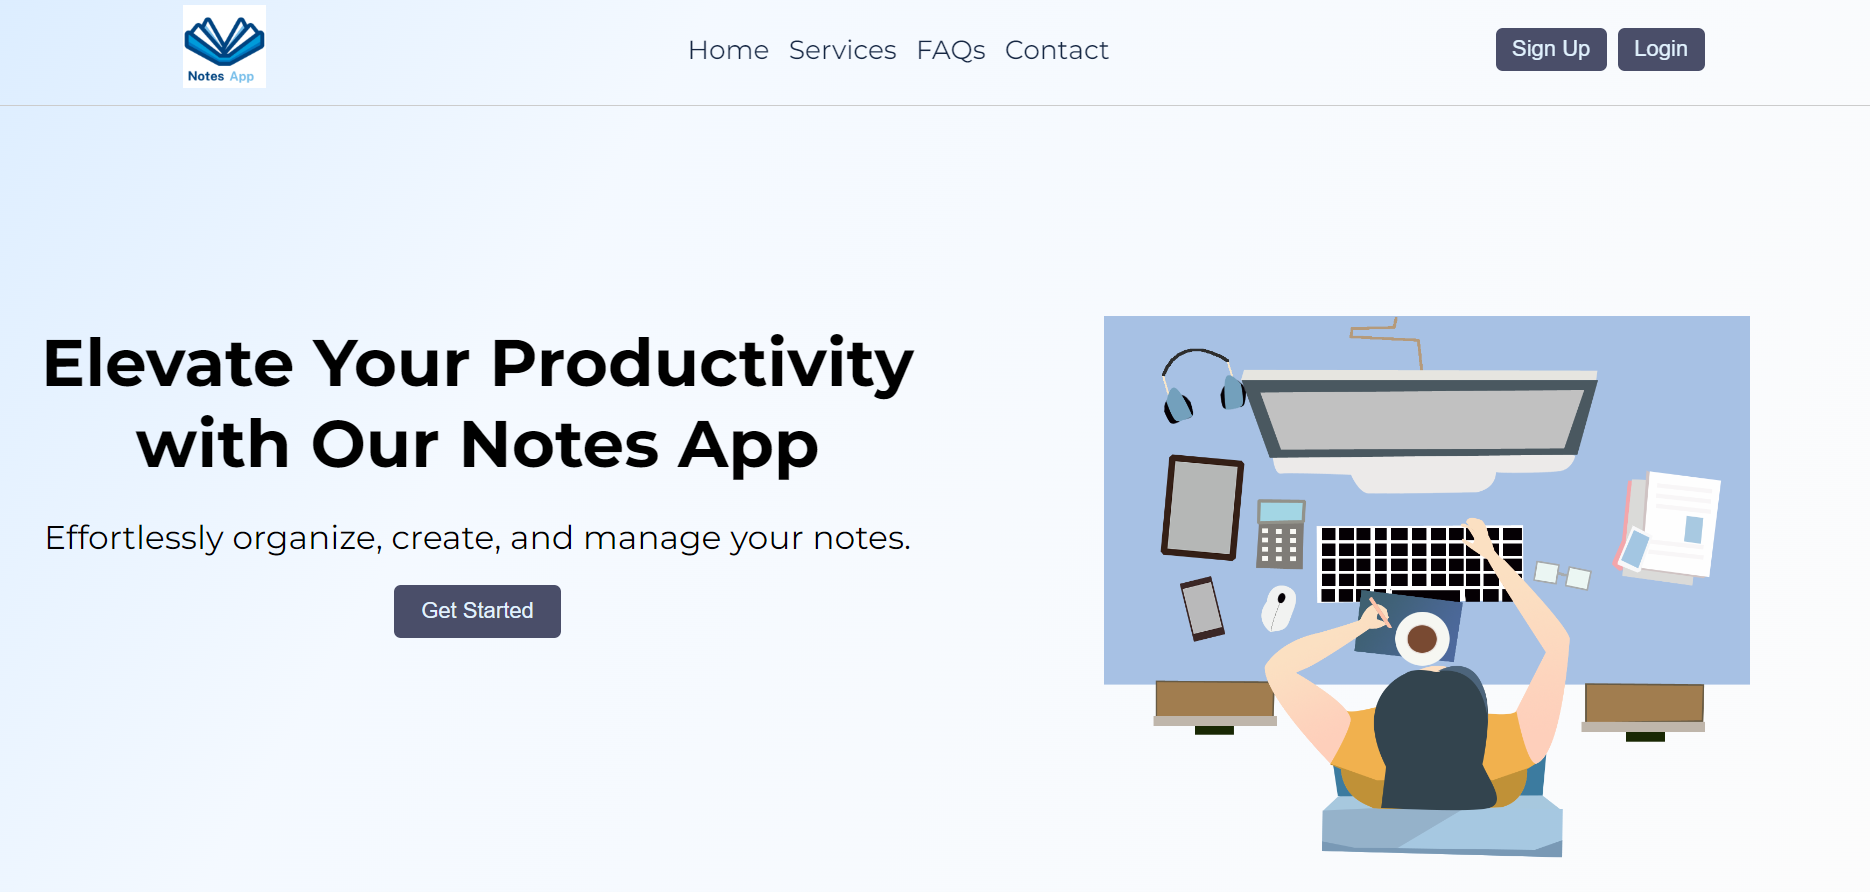 Notes App
Home Services FAQs Contact
Sign Up Login
Elevate Your Productivity
with Our Notes App
Effortlessly organize, create, and manage your notes.
Get Started